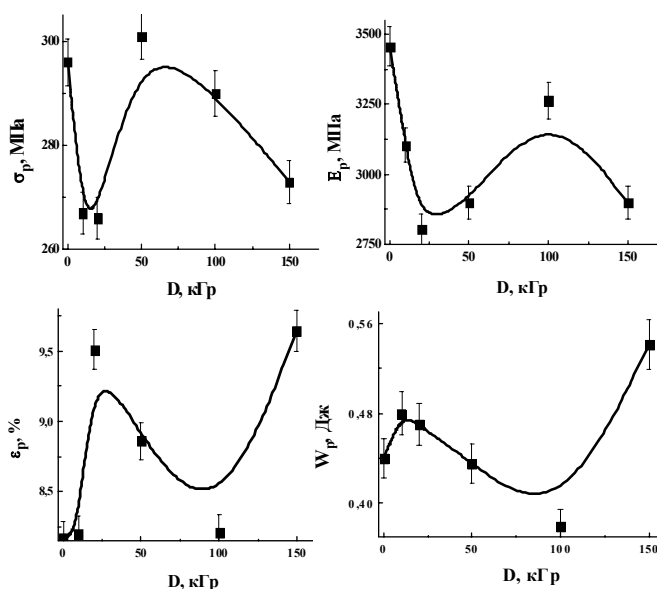 300
280
260
σp, МПа
0 50 100 150
D, кГр
3500
3250
3000
2750
Ep, МПа
0 50 100 150
D, кГр
9,5
9,0
8,5
εp, %
0 50 100 150
D, кГр
0,56
0,48
0,40
Wp, Дж
0 50 100 150
D, кГр